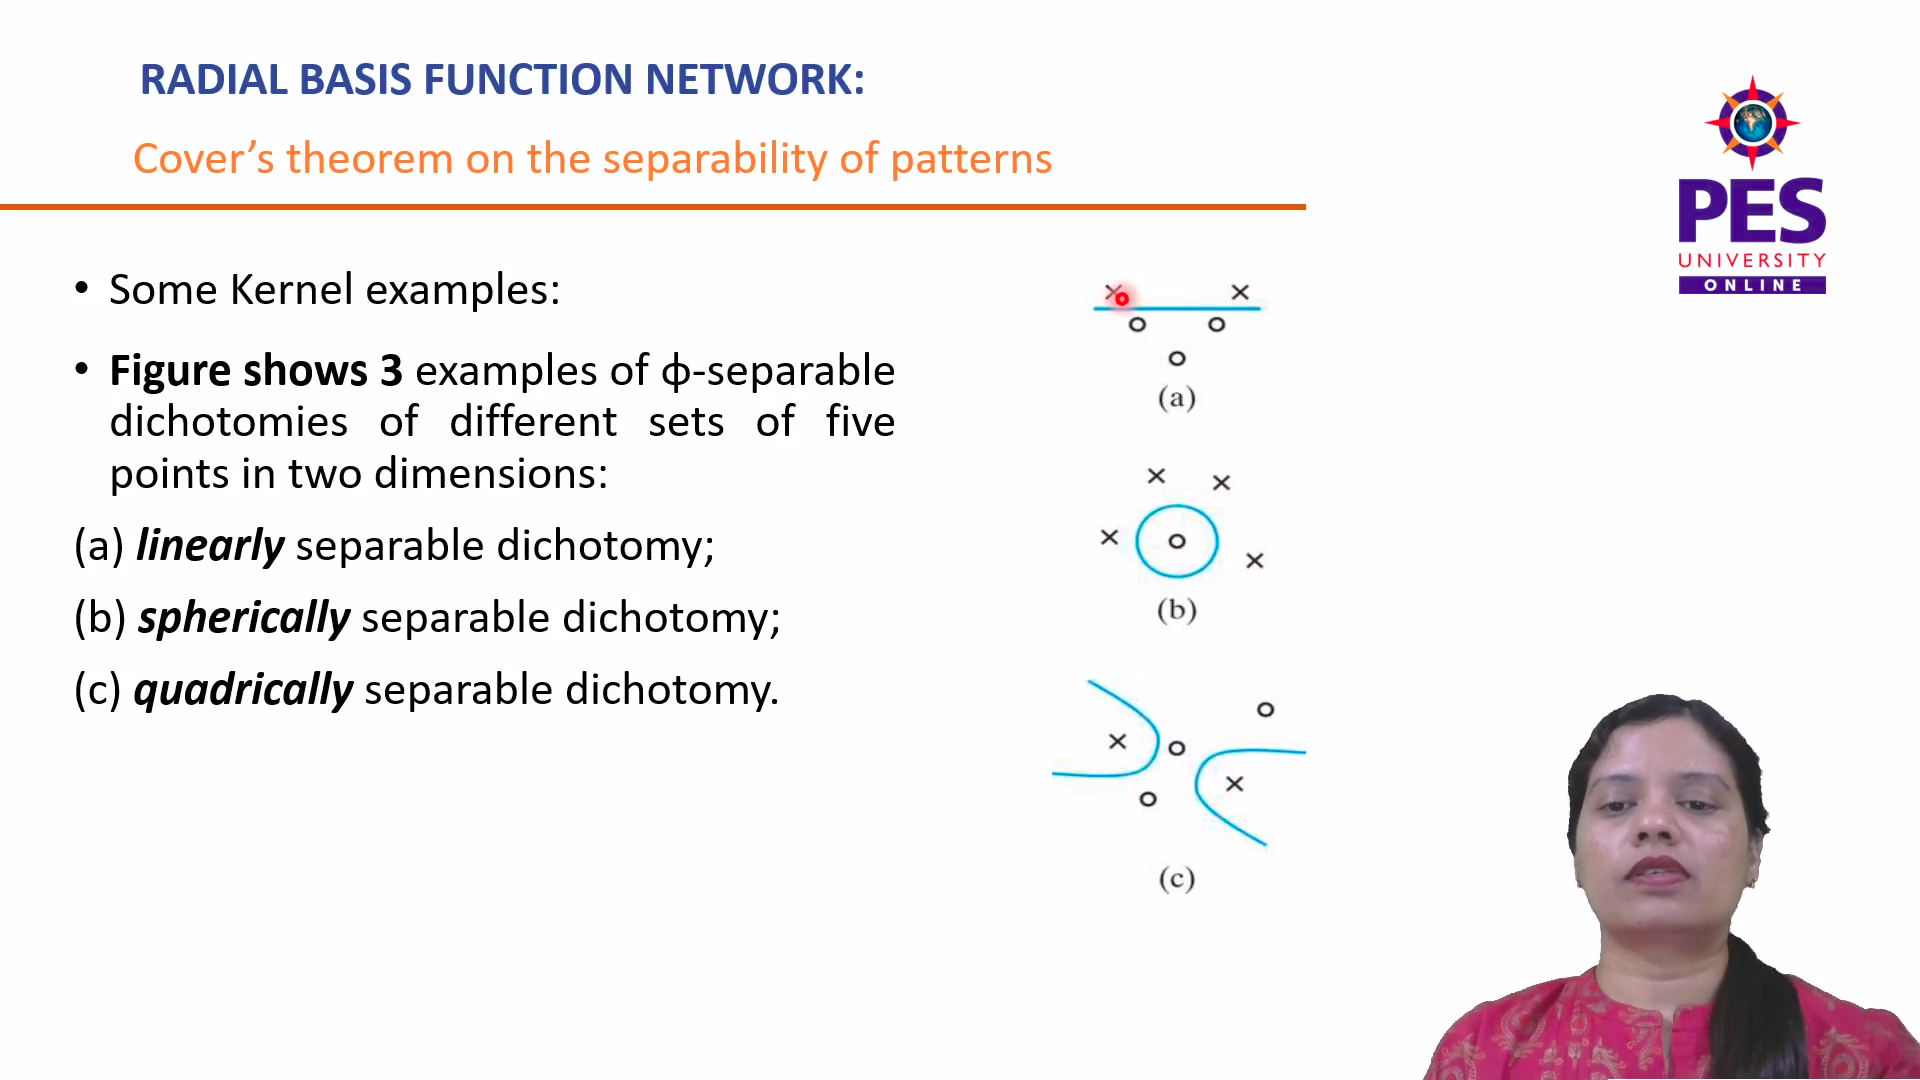 RADIAL BASIS FUNCTION NETWORK:
Cover’s theorem on the separability of patterns
PES
UNIVERSITY
ONLINE
• Some Kernel examples:
• Figure shows 3 examples of ϕ-separable
dichotomies of different sets of five
points in two dimensions:
(a) linearly separable dichotomy;
(b) spherically separable dichotomy;
(c) quadrically separable dichotomy.
(a)
(b)
(c)